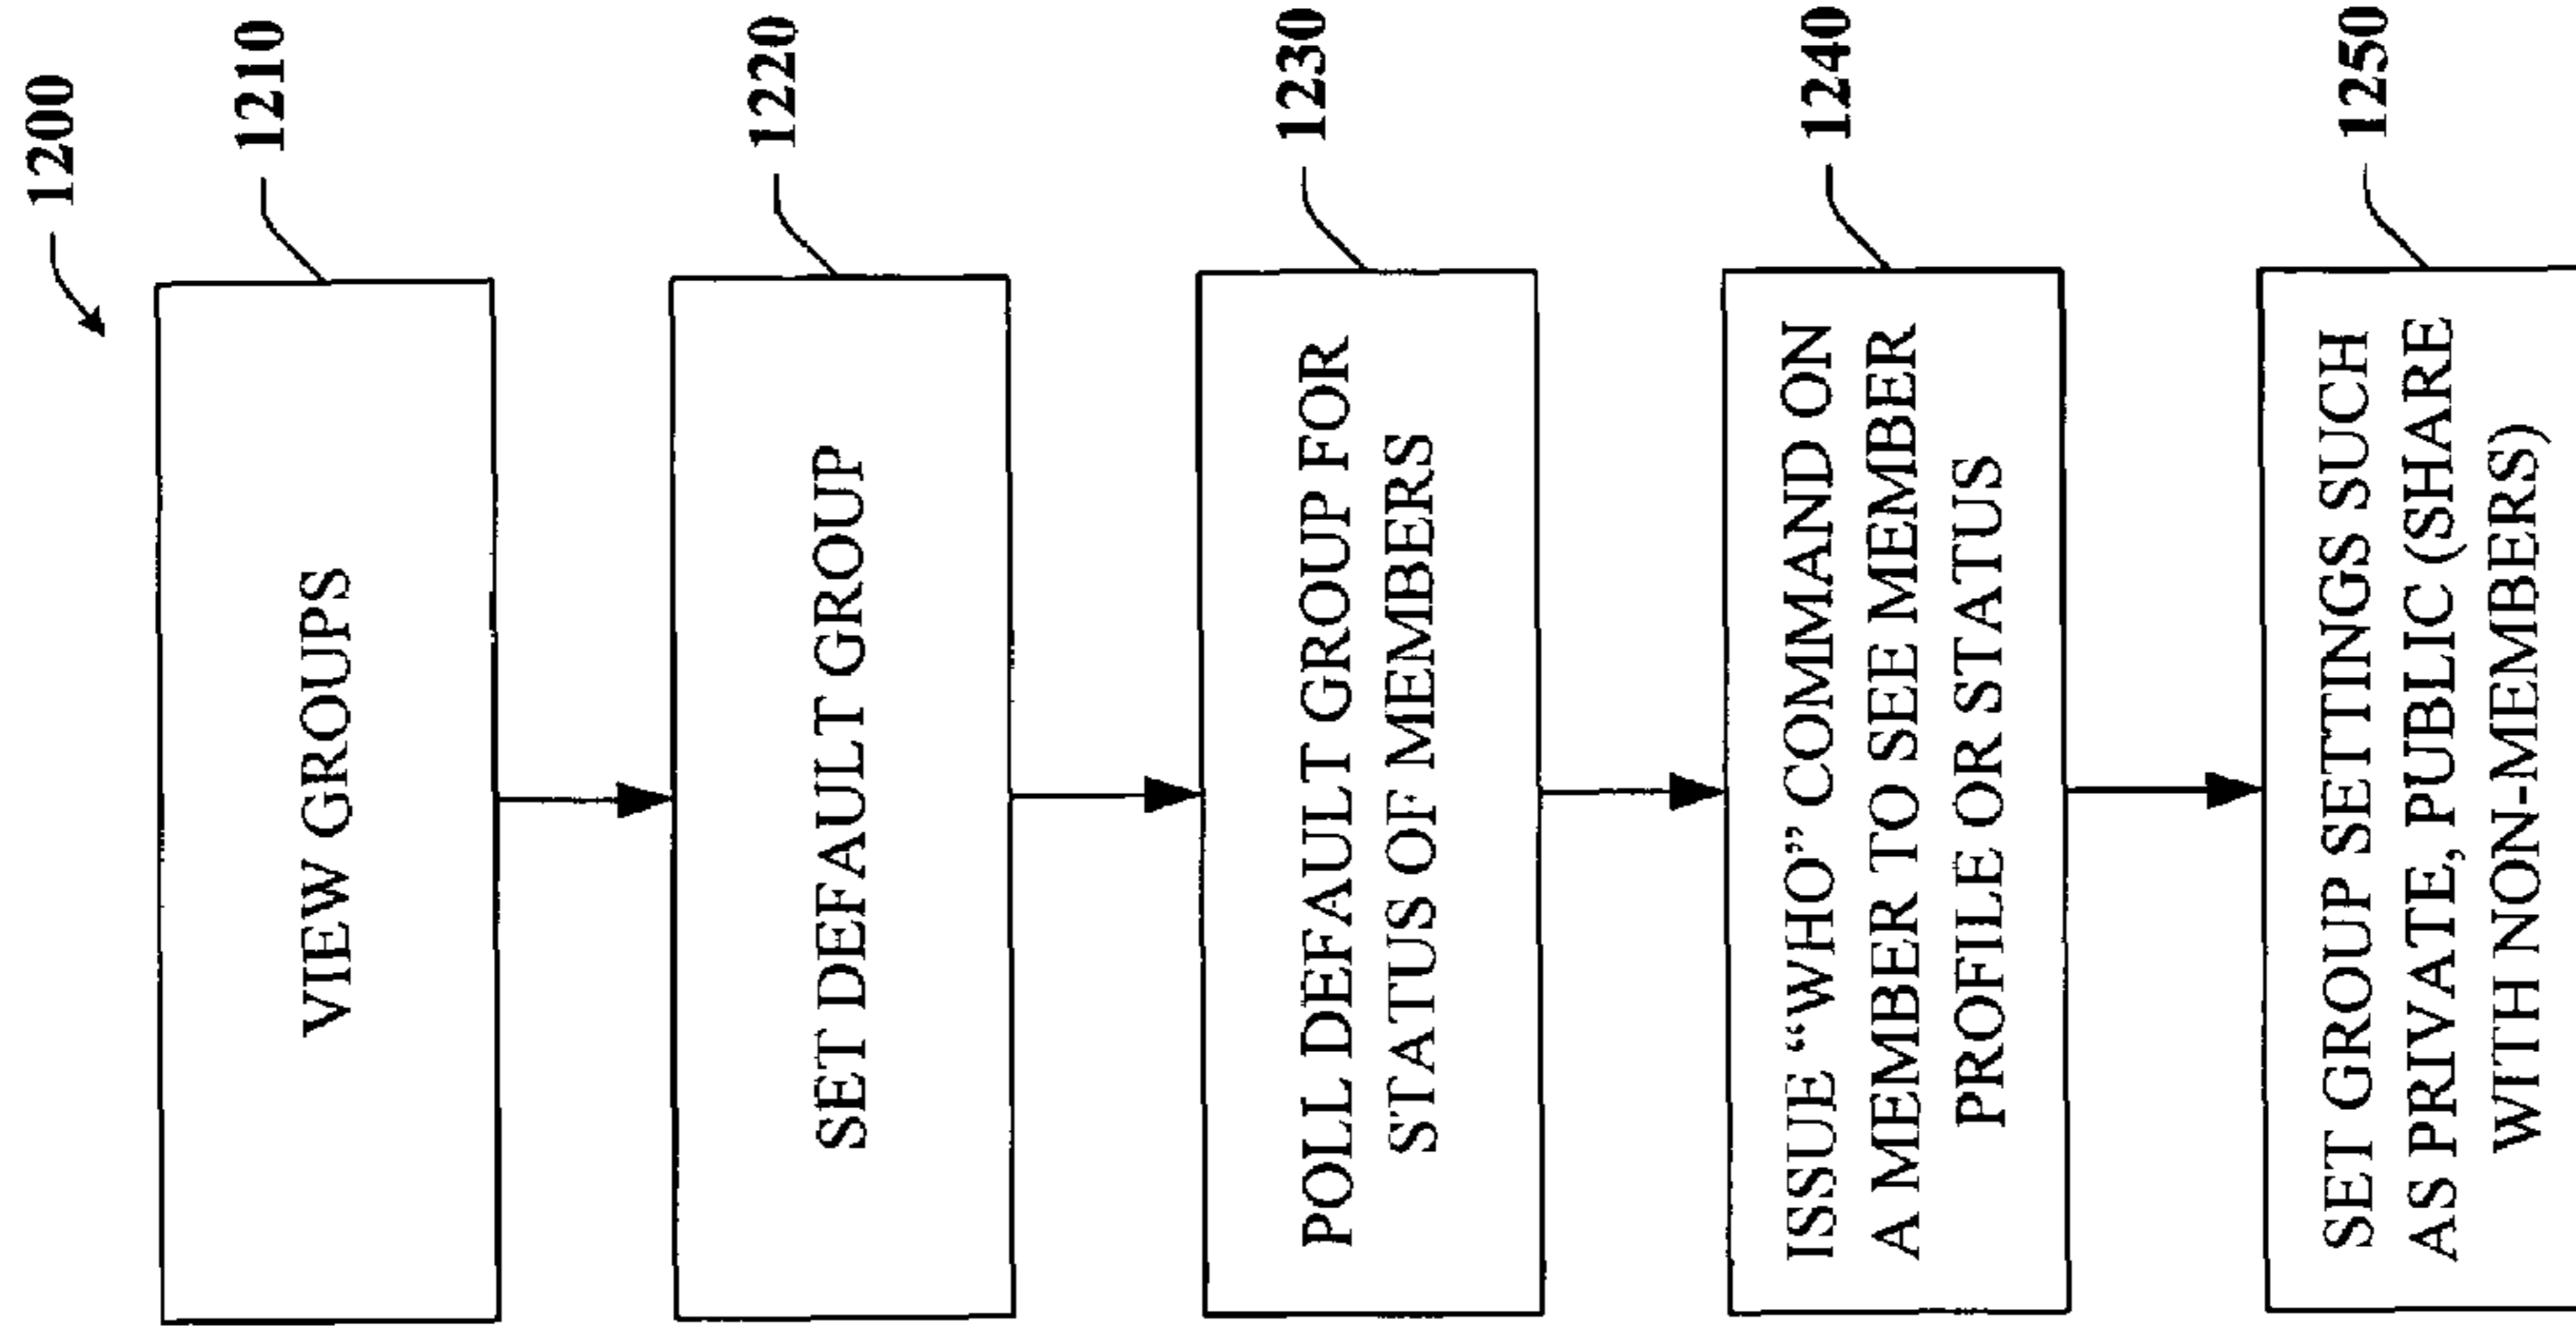 1200
1210
VIEW GROUPS
1220
SET DEFAULT GROUP
1230
POLL DEFAULT GROUP FOR
STATUS OF MEMBERS
1240
ISSUE “WHO” COMMAND ON
A MEMBER TO SEE MEMBER
PROFILE OR STATUS
1250
SET GROUP SETTINGS SUCH
AS PRIVATE, PUBLIC (SHARE
WITH NON-MEMBERS)